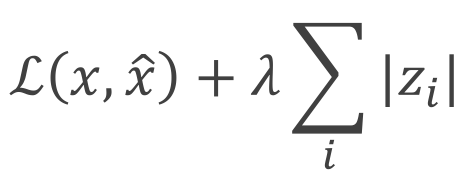 ℒ(x, x̂) + λ ∑ᵢ |zᵢ|